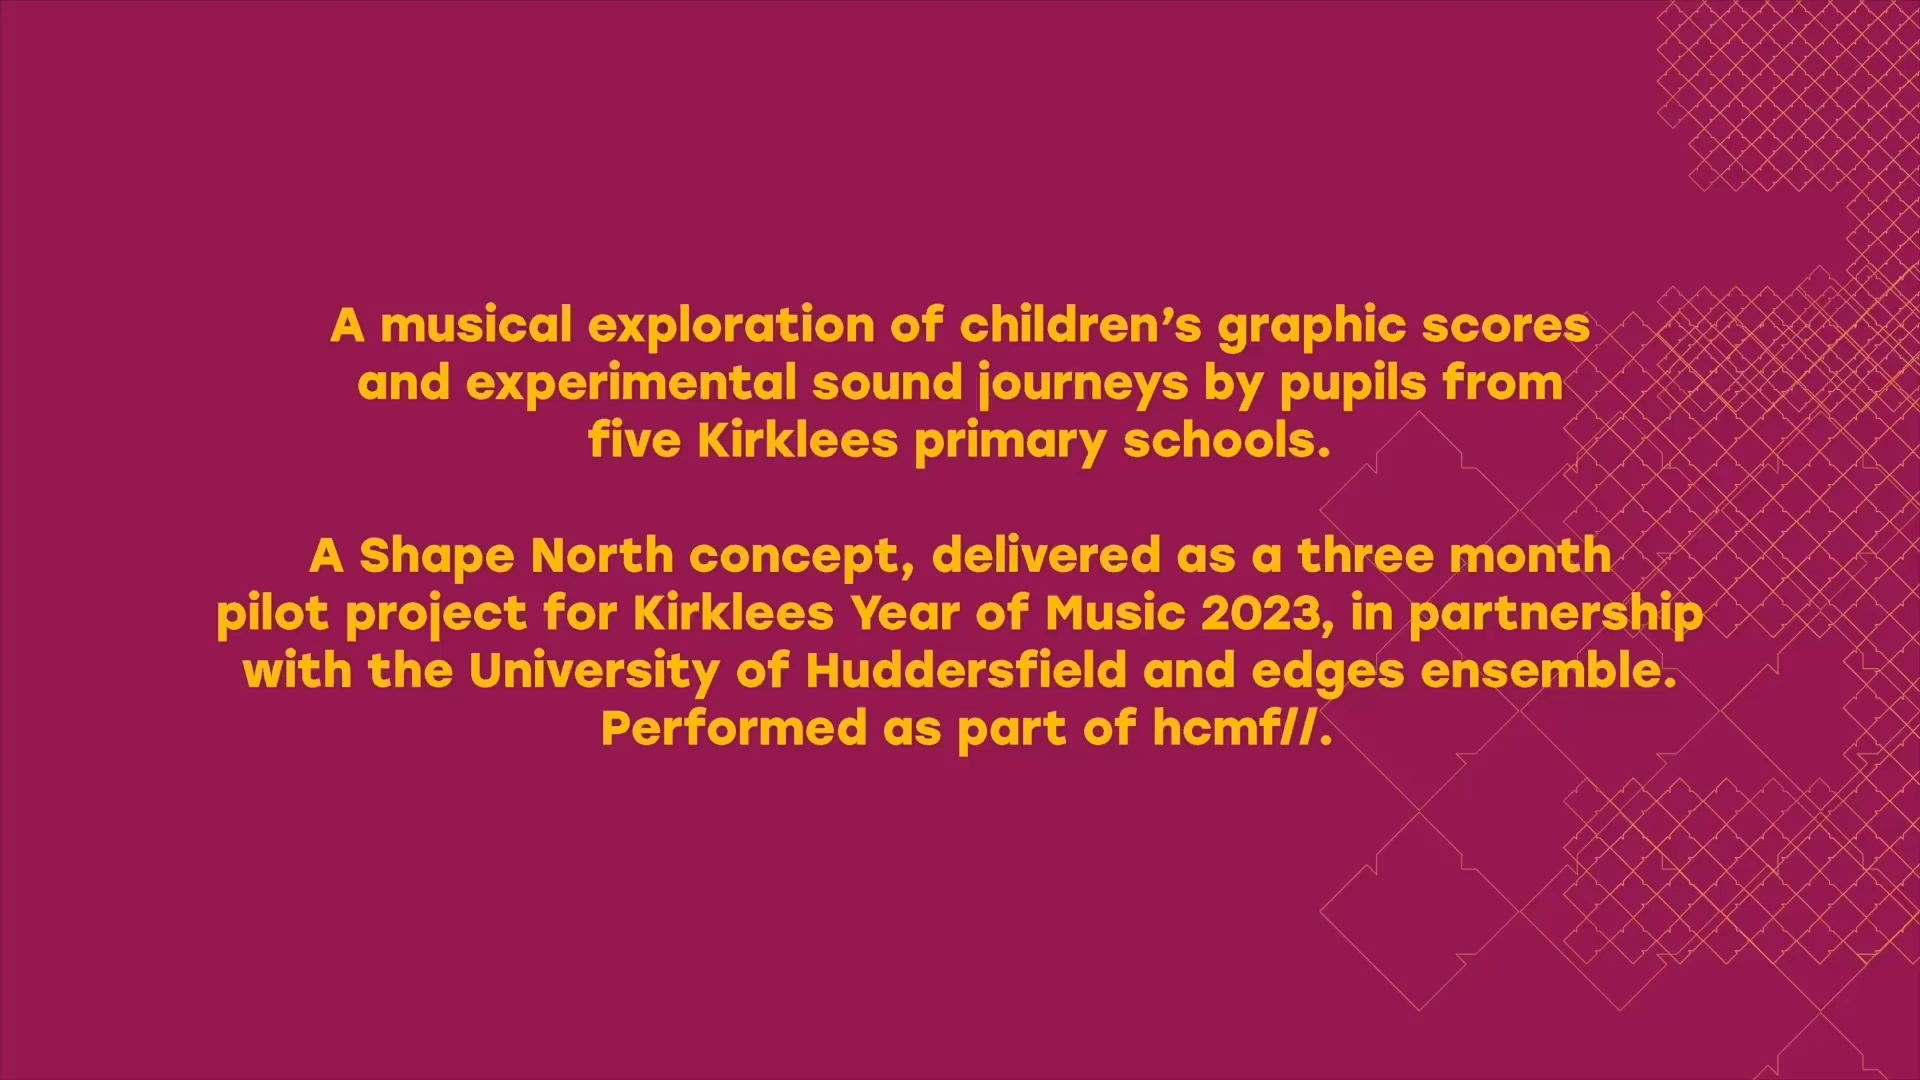 A musical exploration of children’s graphic scores
and experimental sound journeys by pupils from
five Kirklees primary schools.
A Shape North concept, delivered as a three month
pilot project for Kirklees Year of Music 2023, in partnership
with the University of Huddersfield and edges ensemble.
Performed as part of hcmf//.